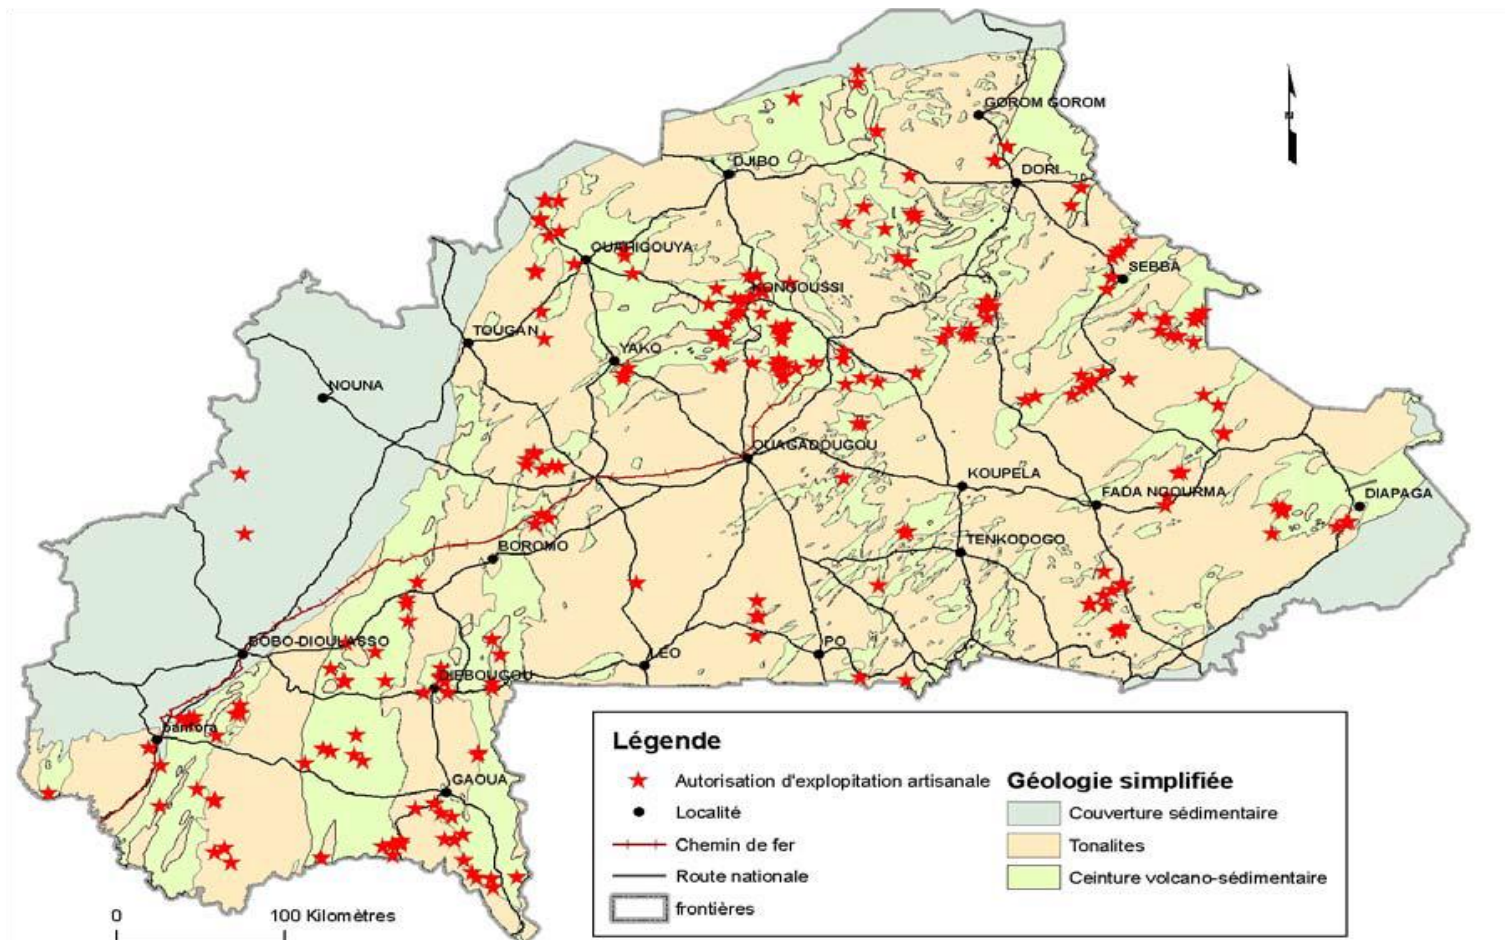 GOROM GOROM
N
DJIBO
DORI
OUAHIGOUYA
SEBBA
KONGOUSSI
TOUGAN
YAKO
NOUNA
OUAGADOUGOU
KOUPELA
FADA NGOURMA
DIAPAGA
BOROMO
TENKODOGO
BOBO-DIOULASSO
LEO
PO
DIEBOUGOU
banfora
GAOUA
Légende
Autorisation d'explopitation artisanale
Localité
Chemin de fer
Route nationale
frontières
Géologie simplifiée
Couverture sédimentaire
Tonalites
Ceinture volcano-sédimentaire
0 100 Kilomètres